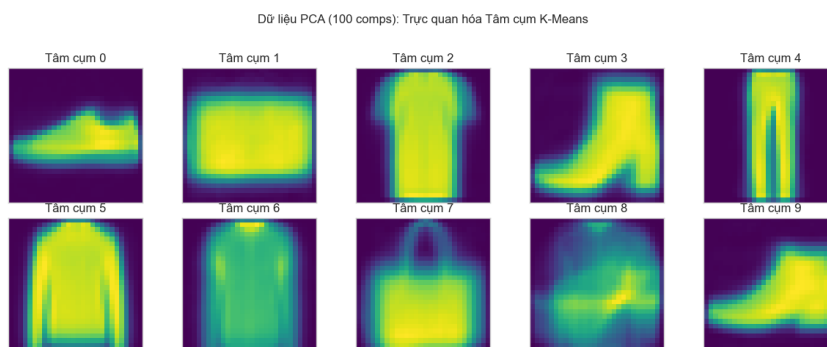 Dữ liệu PCA (100 comps): Trực quan hóa Tâm cụm K-Means
Tâm cụm 0
Tâm cụm 1
Tâm cụm 2
Tâm cụm 3
Tâm cụm 4
Tâm cụm 5
Tâm cụm 6
Tâm cụm 7
Tâm cụm 8
Tâm cụm 9